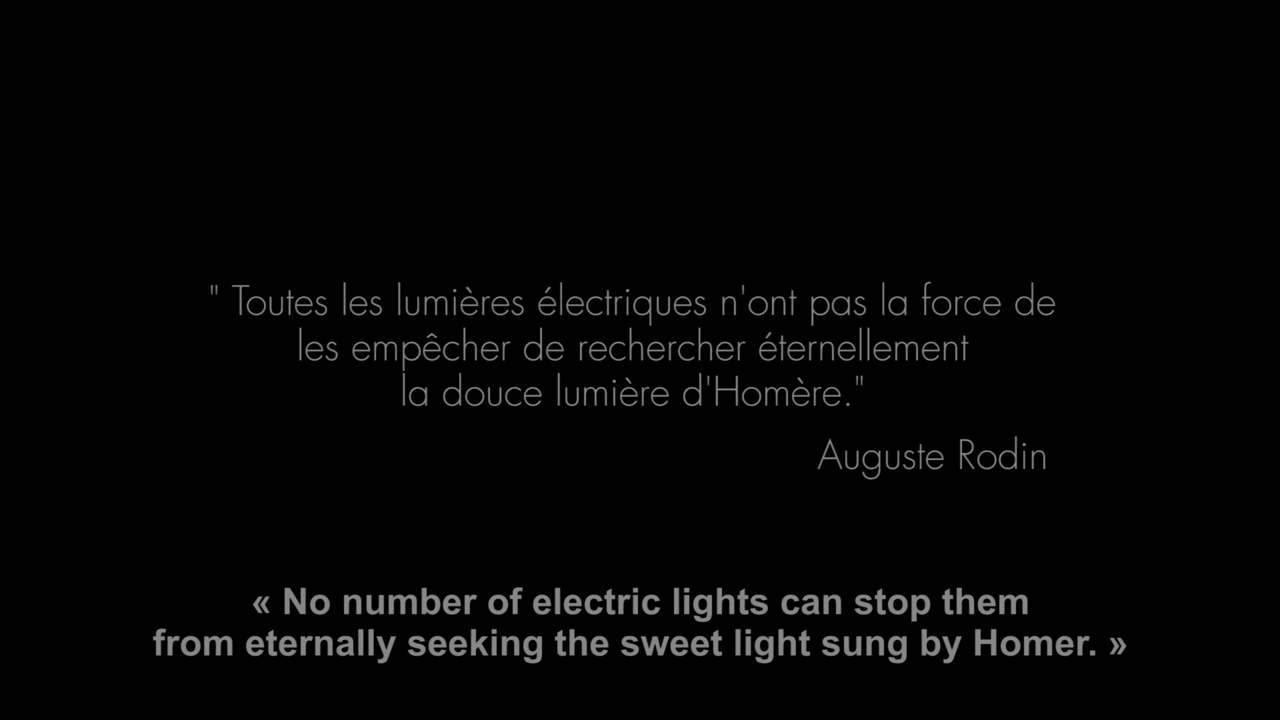 " Toutes les lumières électriques n'ont pas la force de
les empêcher de rechercher éternellement
la douce lumière d'Homère."
Auguste Rodin
« No number of electric lights can stop them
from eternally seeking the sweet light sung by Homer. »